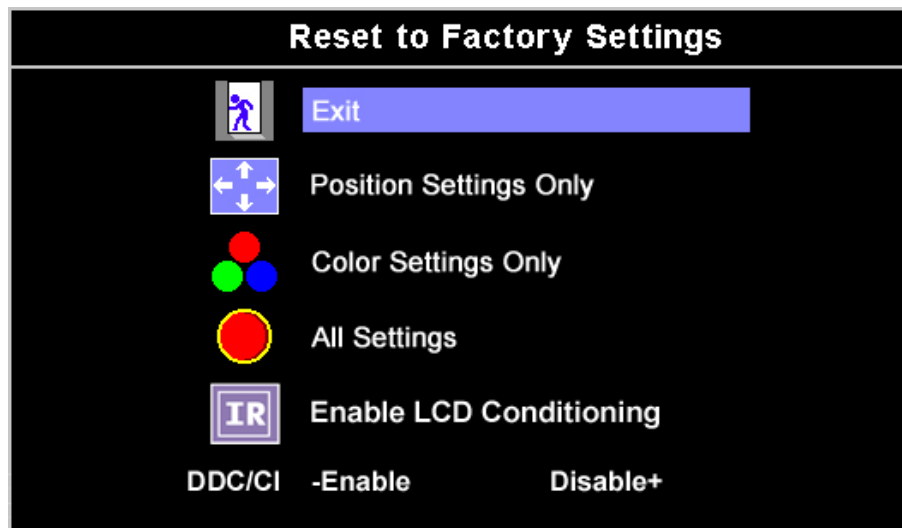 Reset to Factory Settings
Exit
Position Settings Only
Color Settings Only
All Settings
IR Enable LCD Conditioning
DDC/CI -Enable Disable+